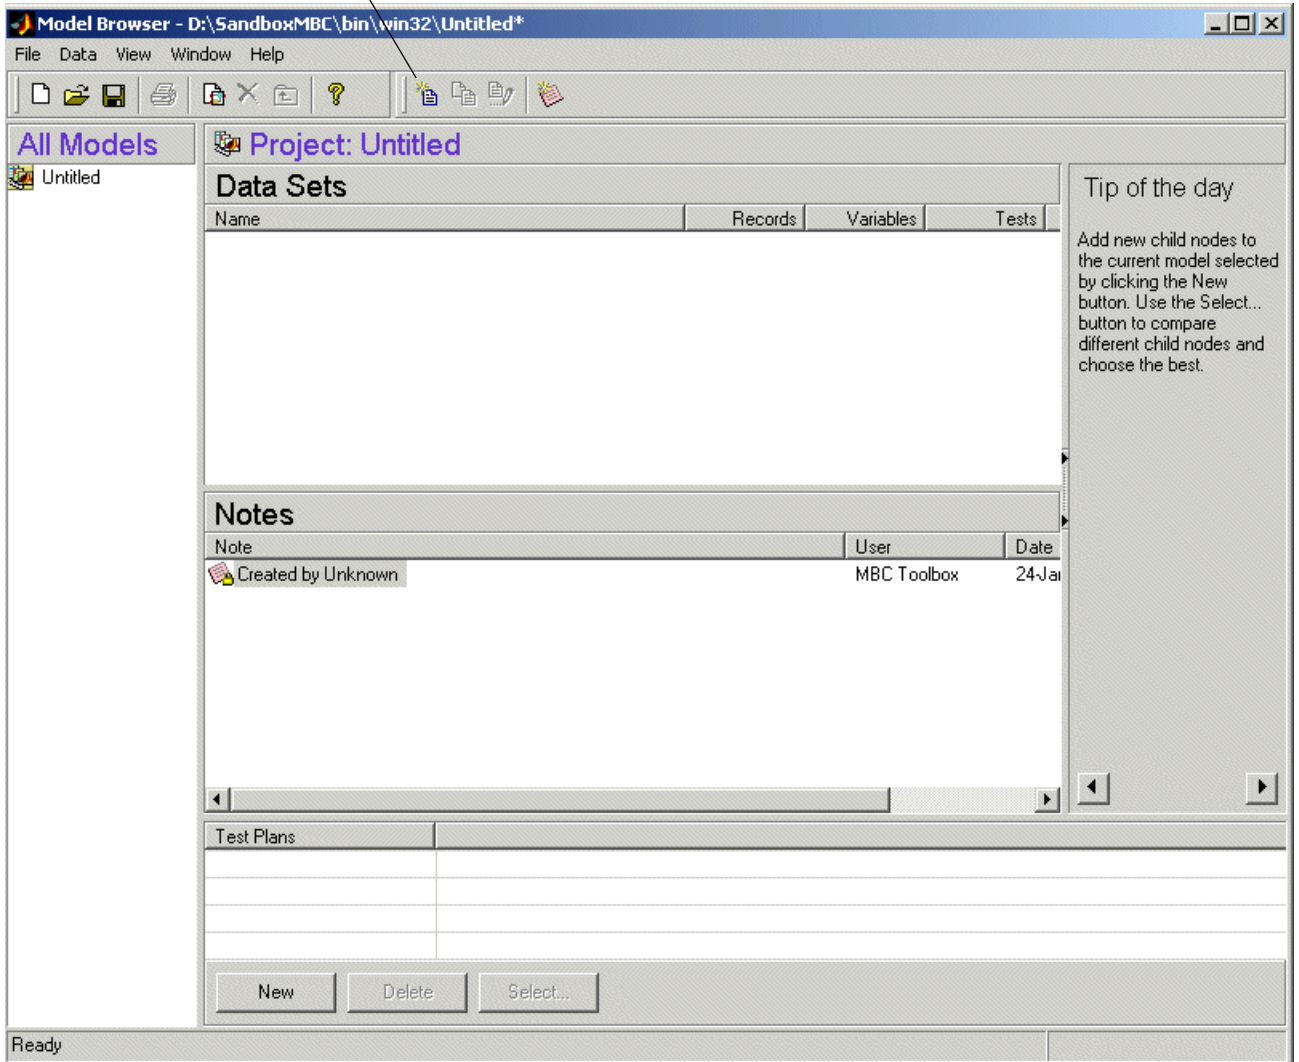 Model Browser - D:\SandboxMBC\bin\win32\Untitled*
File Data View Window Help
All Models
Untitled
Project: Untitled
Data Sets
Name Records Variables Tests
Tip of the day
Add new child nodes to
the current model selected
by clicking the New
button. Use the Select...
button to compare
different child nodes and
choose the best.
Notes
Note User Date
Created by Unknown MBC Toolbox 24-Jan
Test Plans
New Delete Select...
Ready